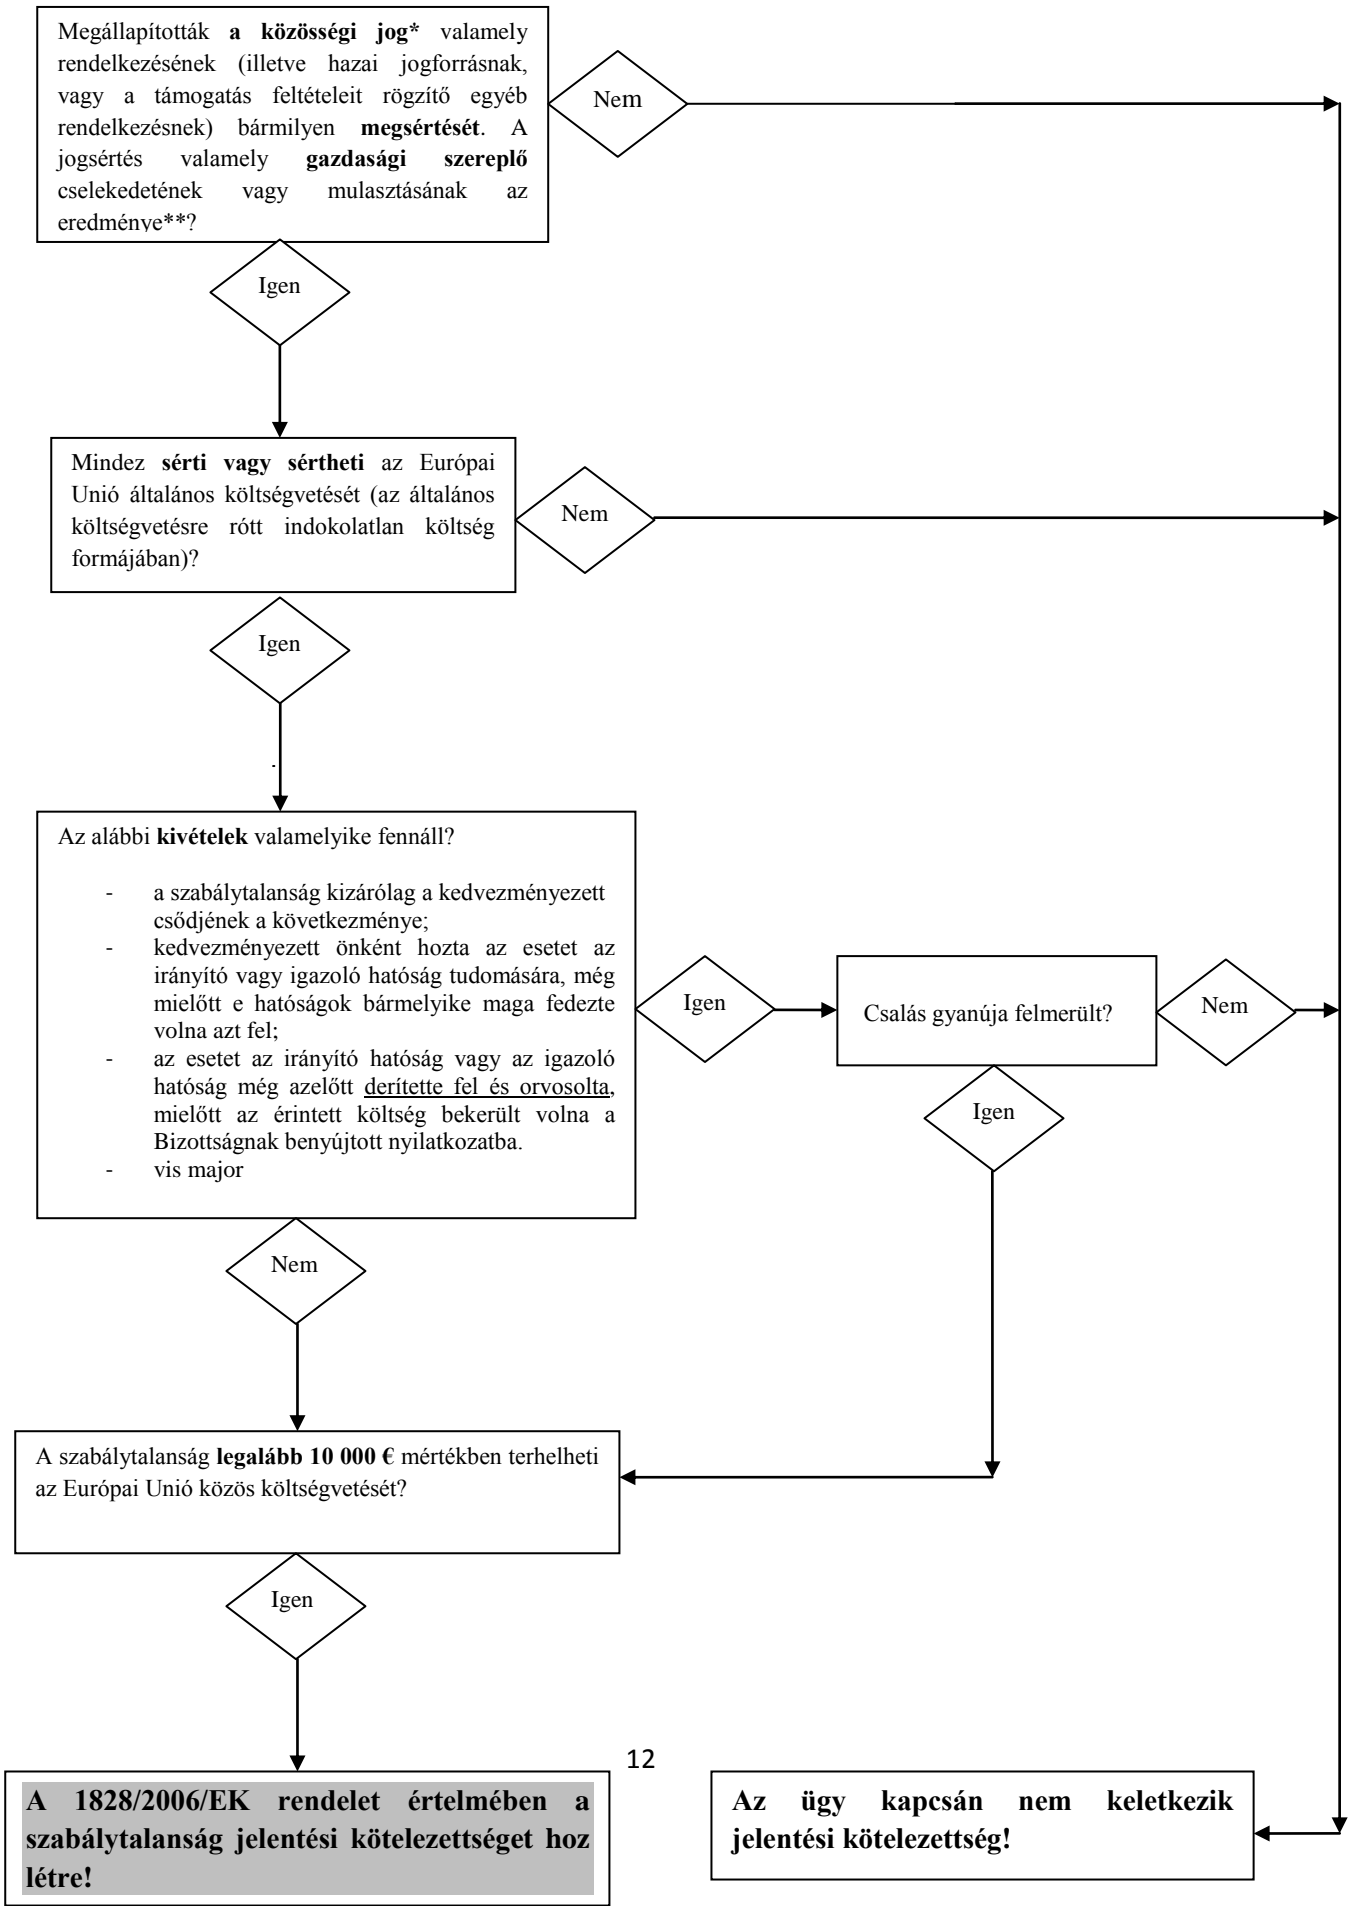 Megállapították a közösségi jog* valamely
rendelkezésének (illetve hazai jogforrásnak,
vagy a támogatás feltételeit rögzítő egyéb
rendelkezésnek) bármilyen megsértését. A
jogsértés valamely gazdasági szereplő
cselekedetének vagy mulasztásának az
eredménye**?
Nem
Igen
Mindez sérti vagy sértheti az Európai
Unió általános költségvetését (az általános
költségvetésre rótt indokolatlan költség
formájában)?
Nem
Igen
.
Az alábbi kivételek valamelyike fennáll?
- a szabálytalanság kizárólag a kedvezményezett
csődjének a következménye;
- kedvezményezett önként hozta az esetet az
irányító vagy igazoló hatóság tudomására, még
mielőtt e hatóságok bármelyike maga fedezte
volna azt fel;
- az esetet az irányító hatóság vagy az igazoló
hatóság még azelőtt derítette fel és orvosolta,
mielőtt az érintett költség bekerült volna a
Bizottságnak benyújtott nyilatkozatba.
- vis major
Igen
Csalás gyanúja felmerült?
Nem
Igen
Nem
A szabálytalanság legalább 10 000 € mértékben terhelheti
az Európai Unió közös költségvetését?
Igen
12
A 1828/2006/EK rendelet értelmében a
szabálytalanság jelentési kötelezettséget hoz
létre!
Az ügy kapcsán nem keletkezik
jelentési kötelezettség!